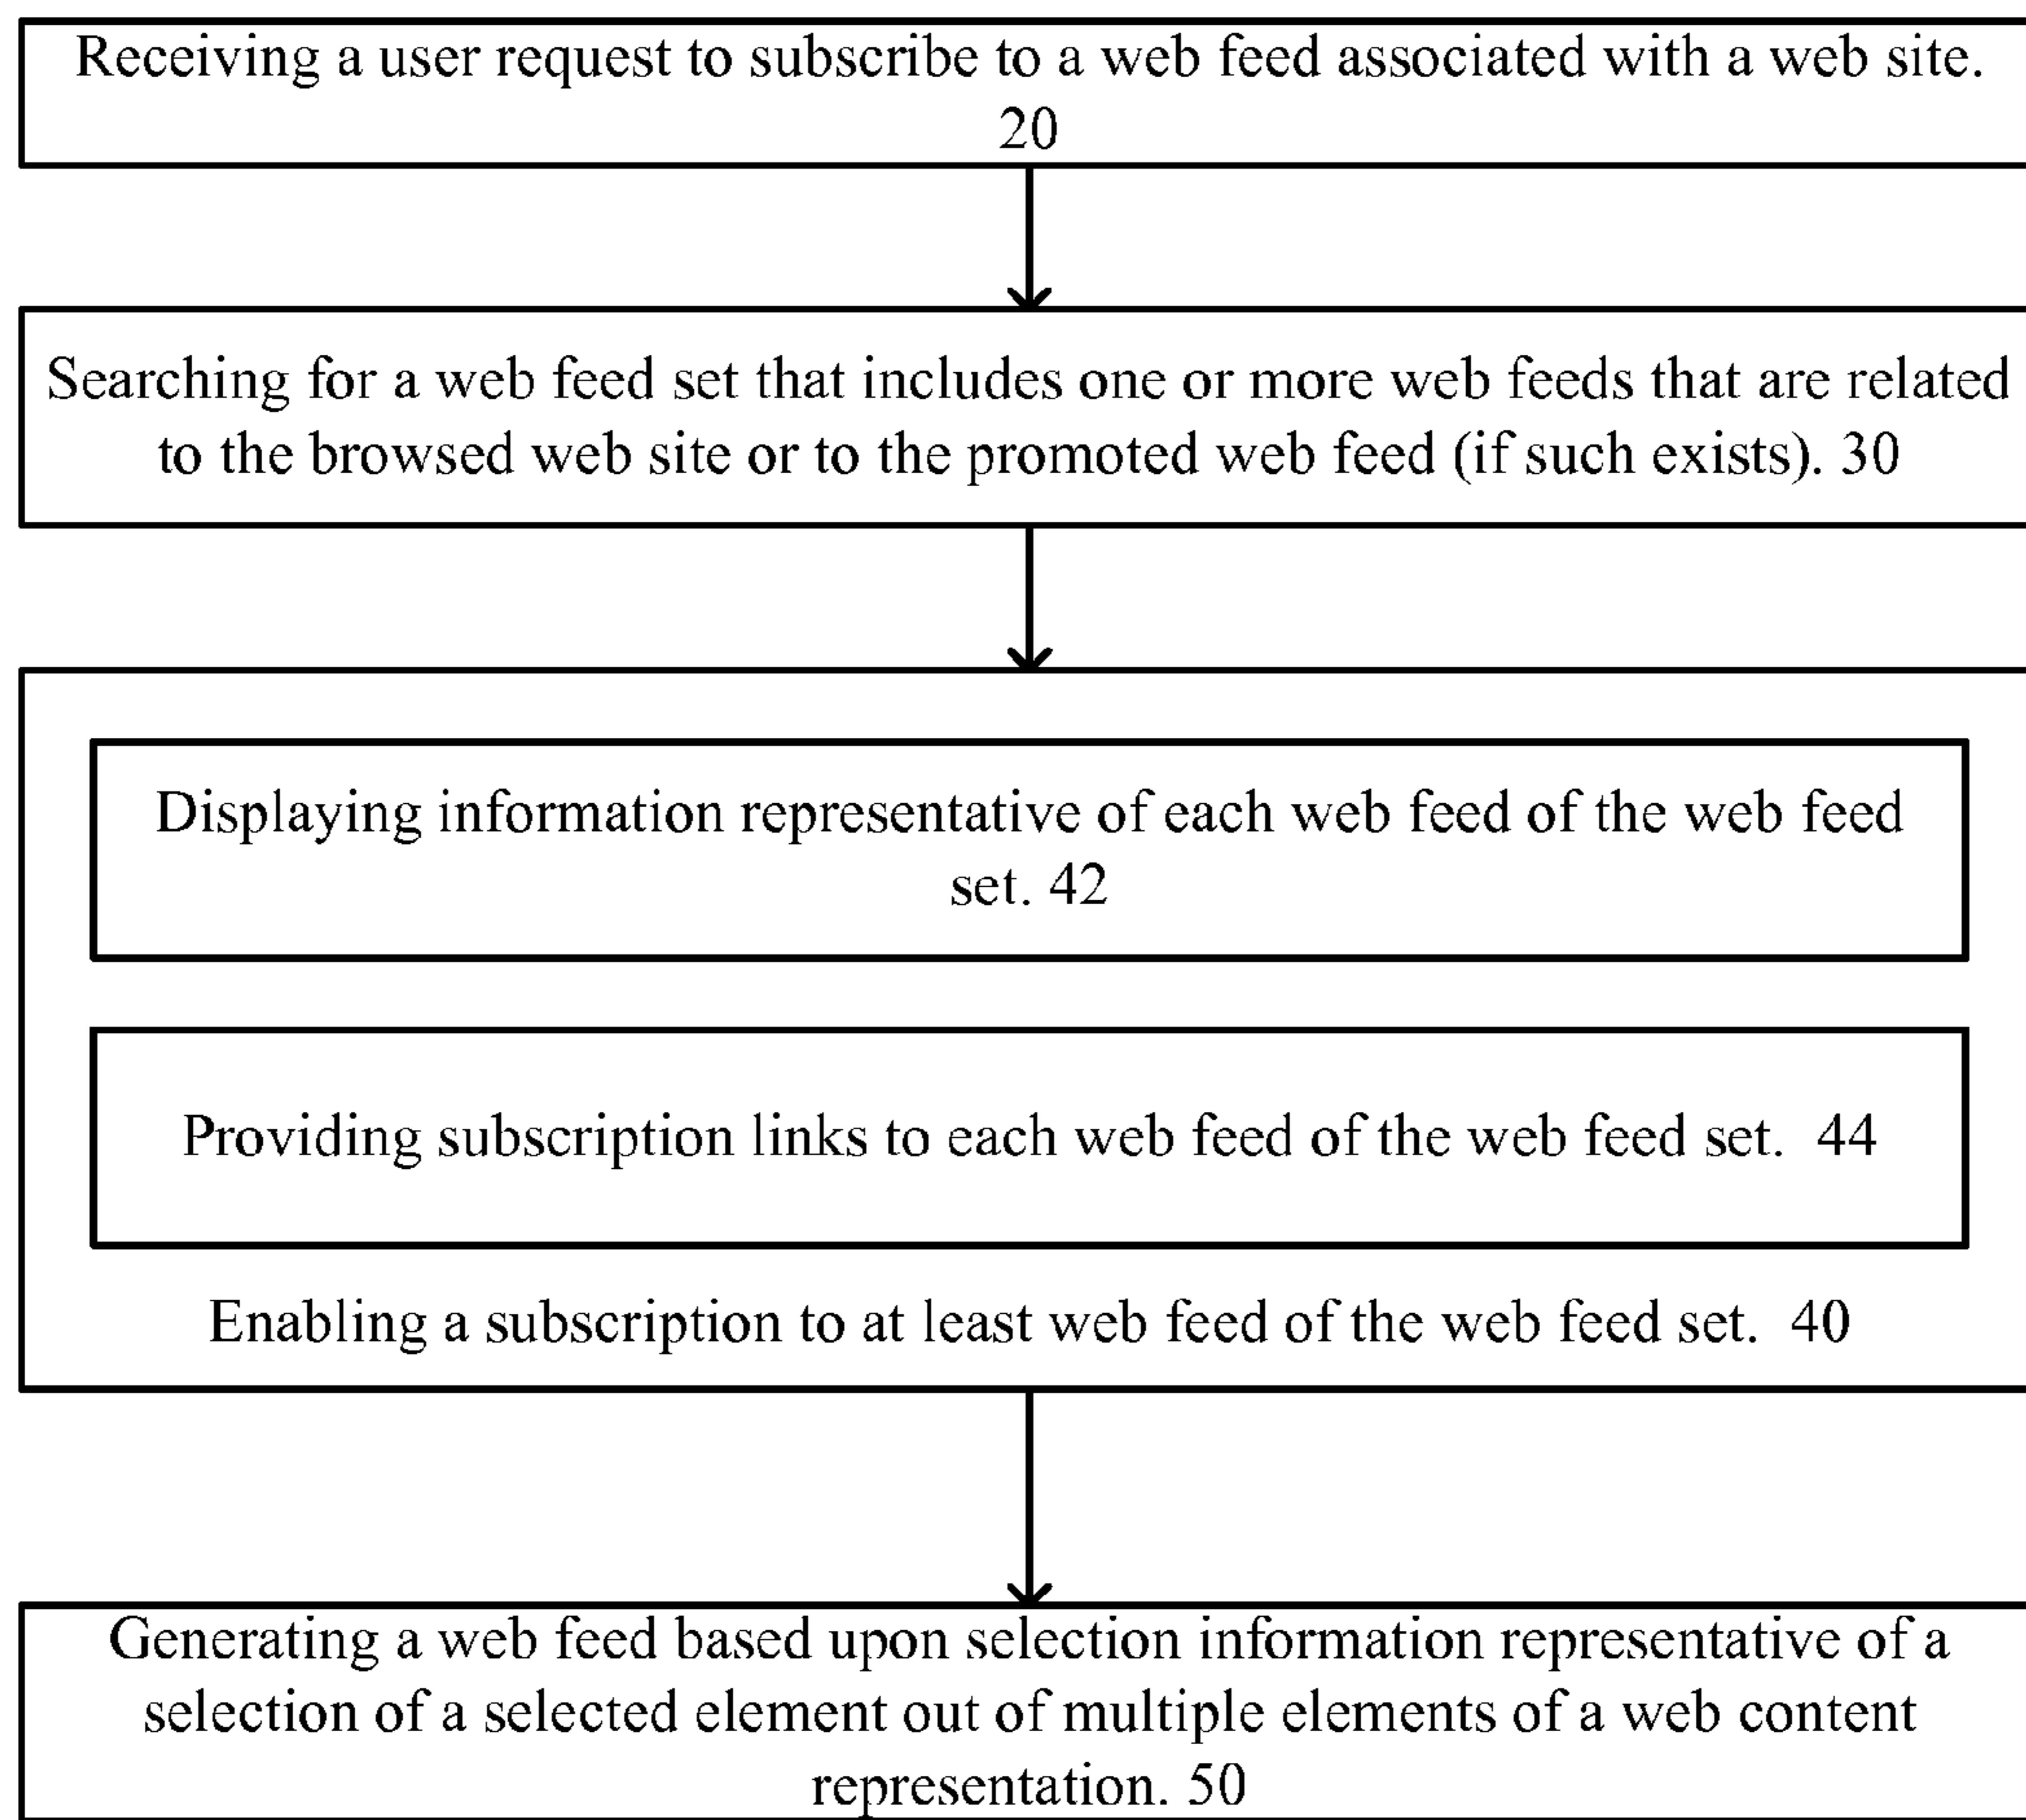 Receiving a user request to subscribe to a web feed associated with a web site.
20
Searching for a web feed set that includes one or more web feeds that are related
to the browsed web site or to the promoted web feed (if such exists). 30
Displaying information representative of each web feed of the web feed
set. 42
Providing subscription links to each web feed of the web feed set. 44
Enabling a subscription to at least web feed of the web feed set. 40
Generating a web feed based upon selection information representative of a
selection of a selected element out of multiple elements of a web content
representation. 50